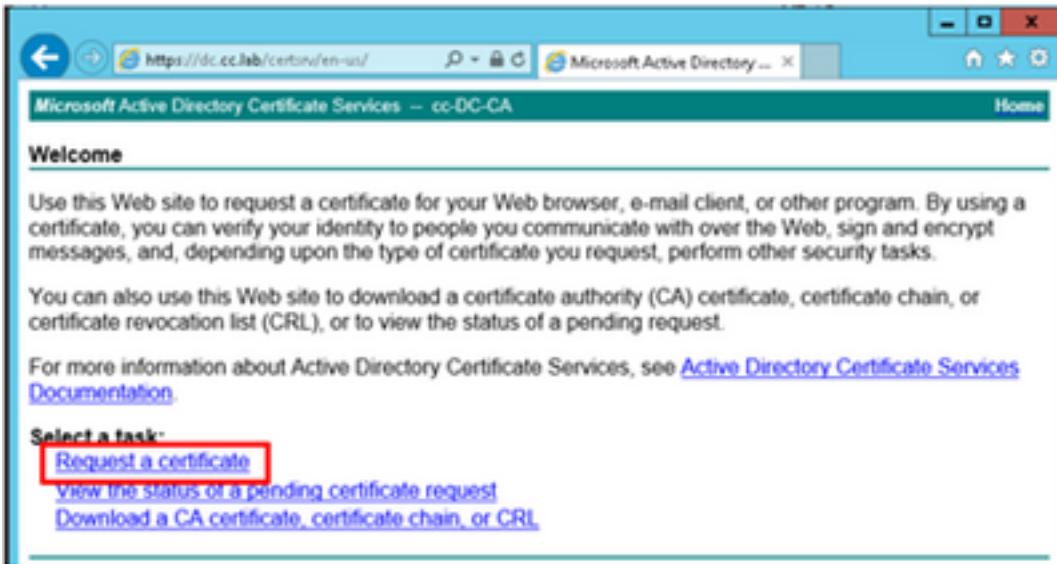 https://dc.cc.lab/certsrv/en-us/
Microsoft Active Directory ...
Microsoft Active Directory Certificate Services -- cc-DC-CA
Home
Welcome
Use this Web site to request a certificate for your Web browser, e-mail client, or other program. By using a
certificate, you can verify your identity to people you communicate with over the Web, sign and encrypt
messages, and, depending upon the type of certificate you request, perform other security tasks.
You can also use this Web site to download a certificate authority (CA) certificate, certificate chain, or
certificate revocation list (CRL), or to view the status of a pending request.
For more information about Active Directory Certificate Services, see Active Directory Certificate Services
Documentation.
Select a task:
Request a certificate
View the status of a pending certificate request
Download a CA certificate, certificate chain, or CRL